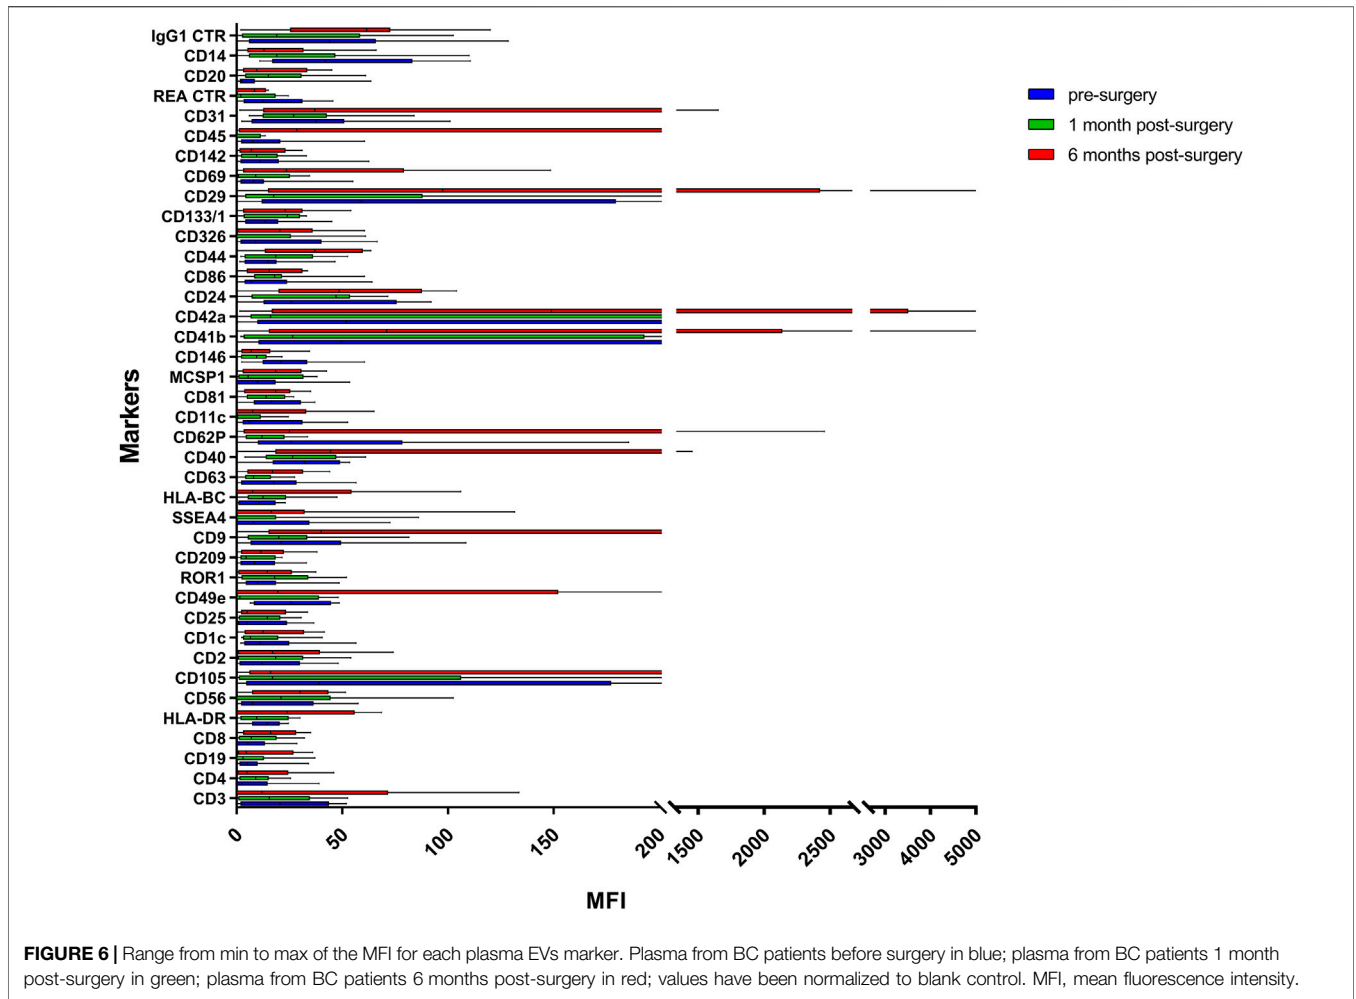 IgG1 CTR
CD14
CD20
REA CTR
CD31
CD45
CD142
CD69
CD29
CD133/1
CD326
CD44
CD86
CD24
CD42a
CD41b
CD146
MCSP1
CD81
CD11c
CD62P
CD40
CD63
HLA-BC
SSEA4
CD9
CD209
ROR1
CD49e
CD25
CD1c
CD2
CD105
CD56
HLA-DR
CD8
CD19
CD4
CD3
Markers
pre-surgery
1 month post-surgery
6 months post-surgery
0 50 100 150 200 1500 2000 2500 3000 4000 5000
MFI
FIGURE 6 | Range from min to max of the MFI for each plasma EVs marker. Plasma from BC patients before surgery in blue; plasma from BC patients 1 month
post-surgery in green; plasma from BC patients 6 months post-surgery in red; values have been normalized to blank control. MFI, mean fluorescence intensity.